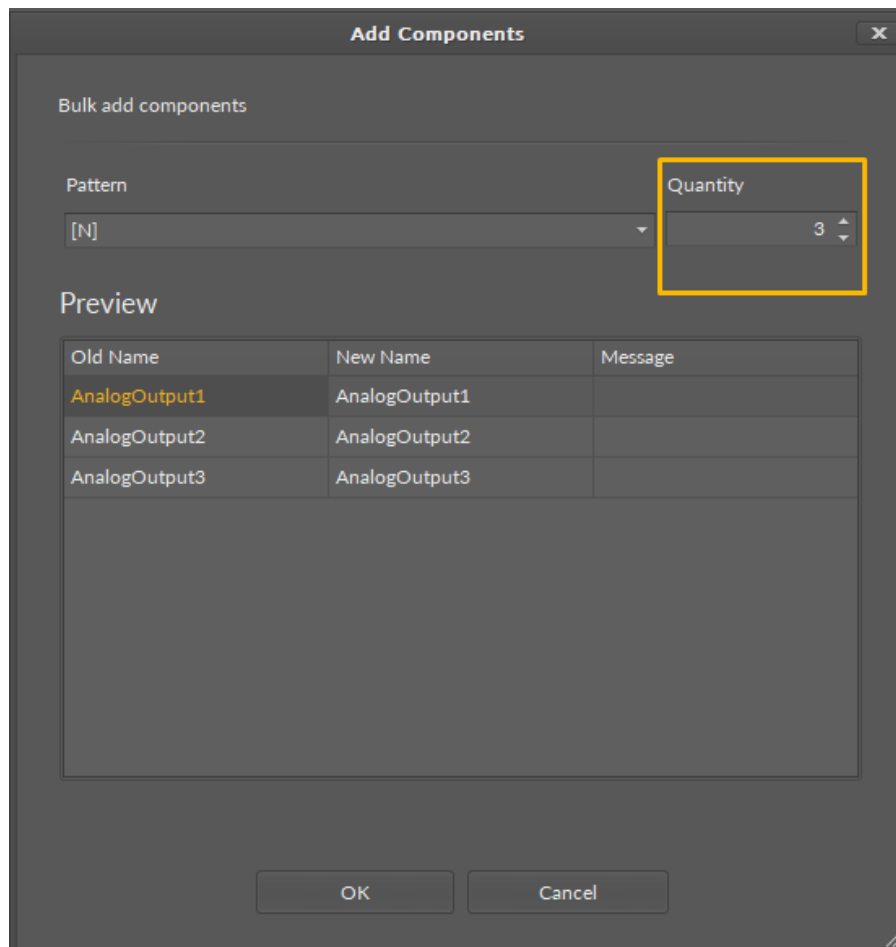 Add Components
x
Bulk add components
Pattern
Quantity
[N]
3
Preview
Old Name New Name Message
AnalogOutput1 AnalogOutput1
AnalogOutput2 AnalogOutput2
AnalogOutput3 AnalogOutput3
OK Cancel